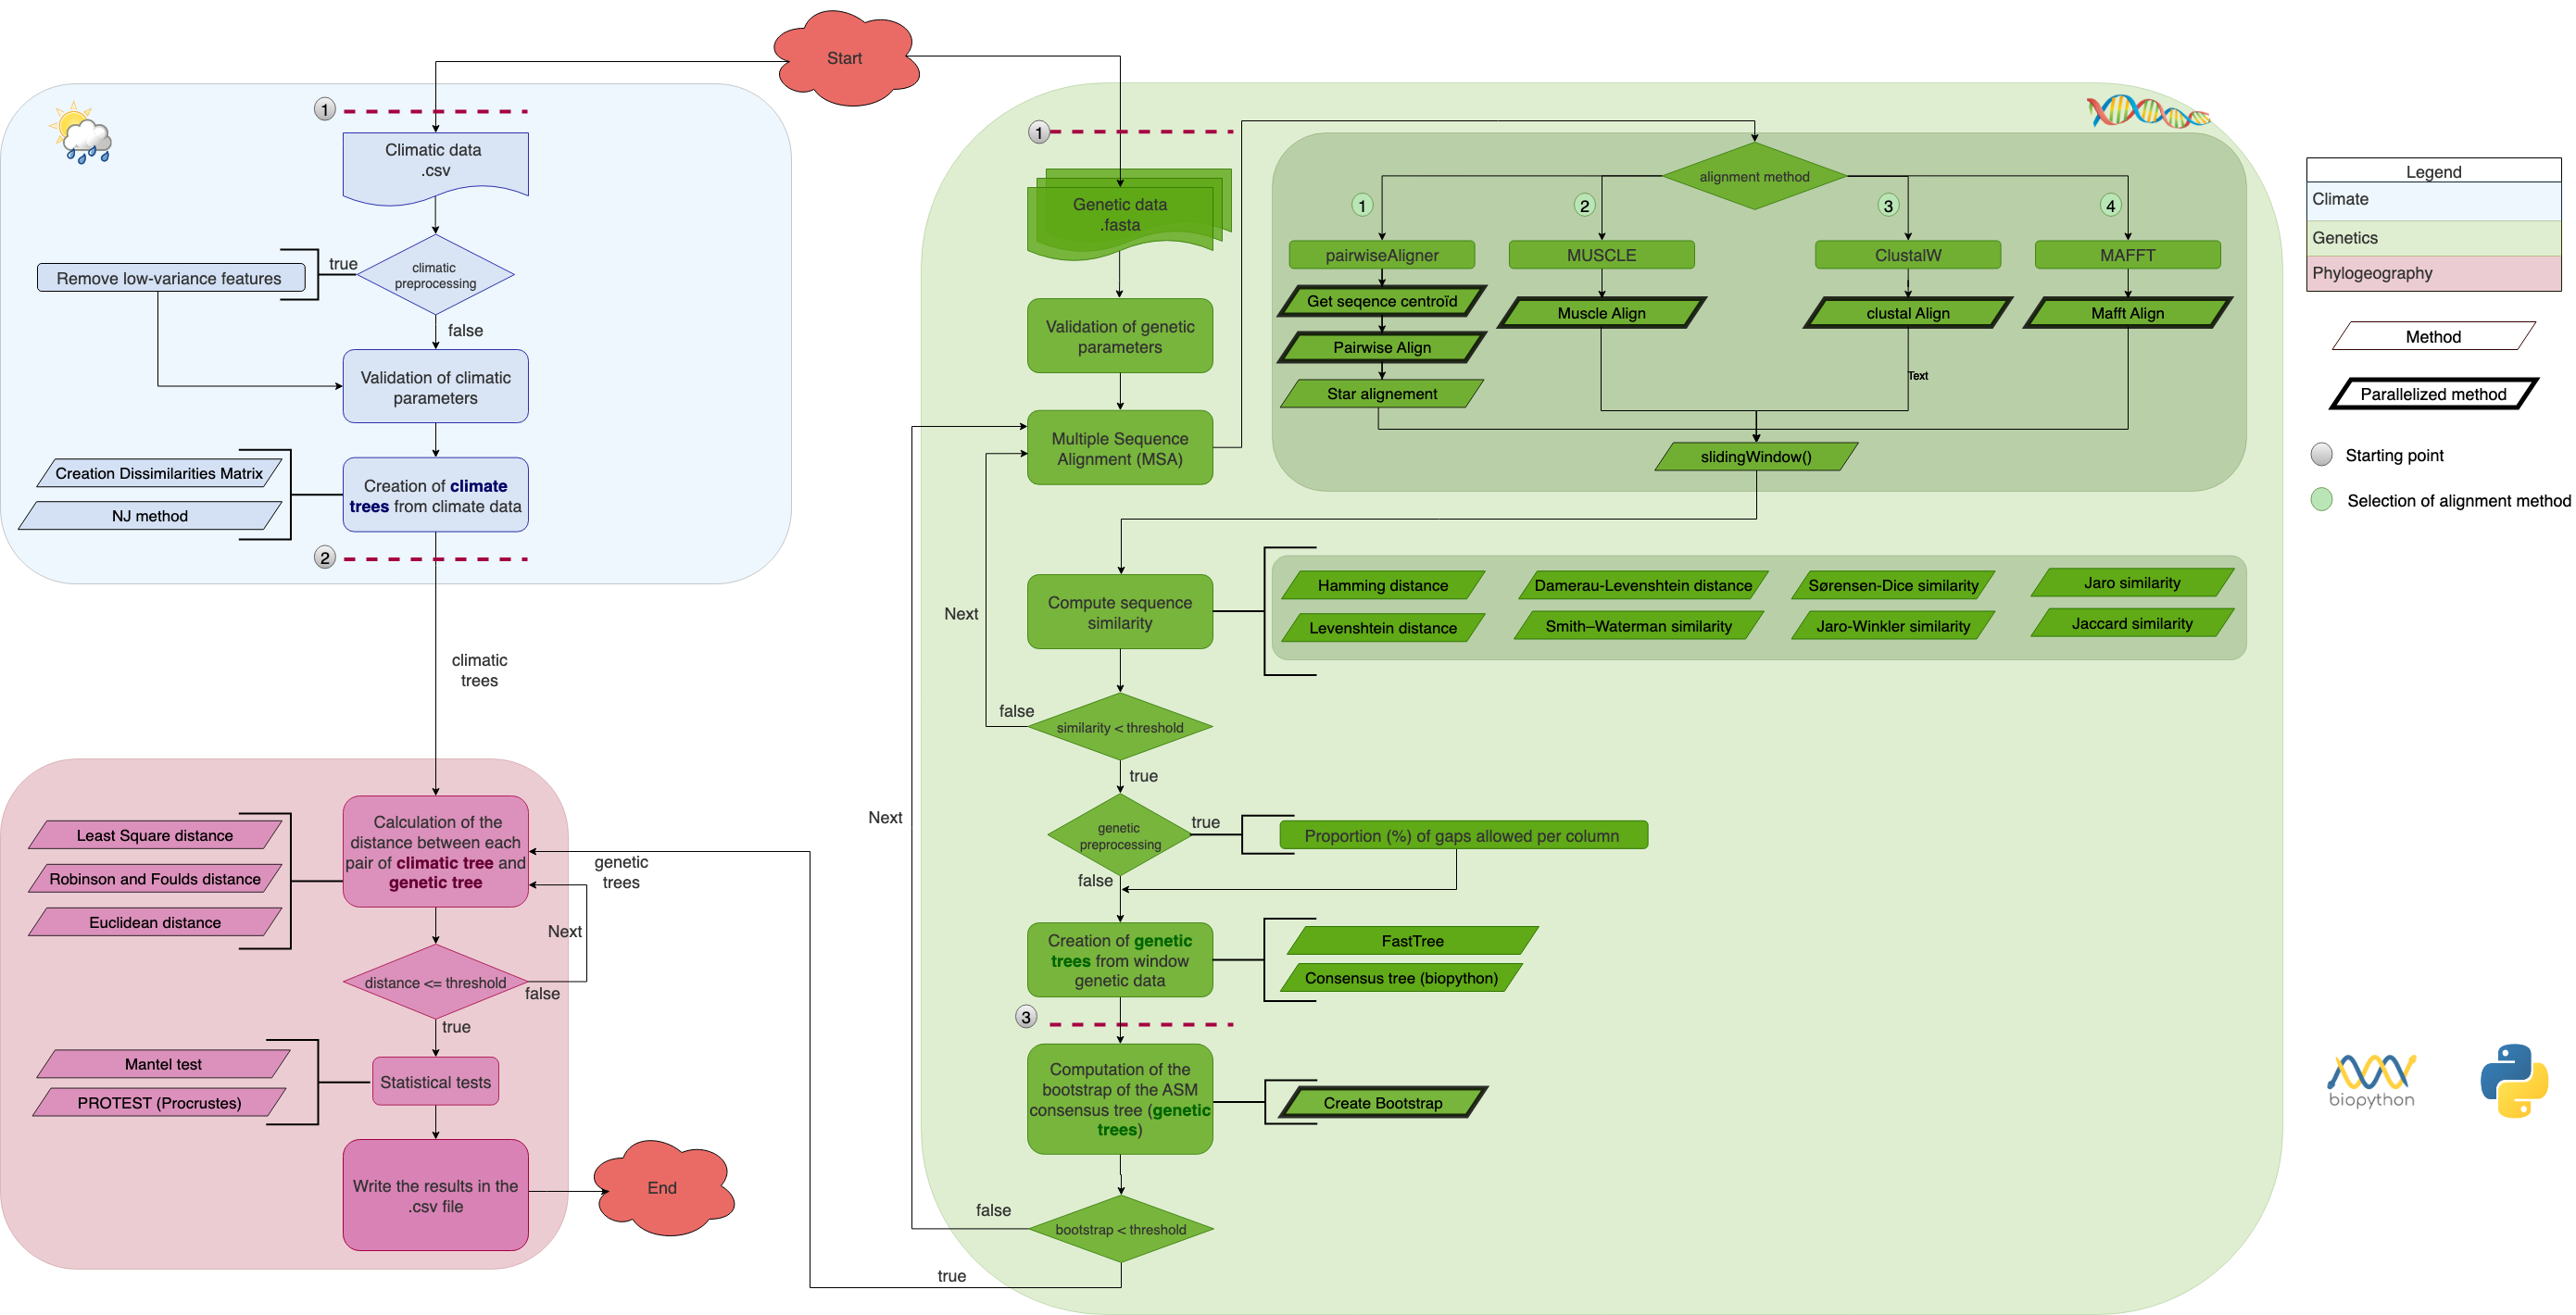 Start
1
Climatic data
.csv
climatic
preprocessing
true
Remove low-variance features
false
Validation of climatic
parameters
Creation Dissimilarities Matrix
NJ method
Creation of climate
trees from climate data
2
climatic
trees
Calculation of the
distance between each
pair of climatic tree and
genetic tree
Least Square distance
Robinson and Foulds distance
Euclidean distance
genetic
trees
Next
distance <= threshold
false
true
Mantel test
PROTEST (Procrustes)
Statistical tests
Write the results in the
.csv file
End
1
Genetic data
.fasta
Validation of genetic
parameters
Multiple Sequence
Alignment (MSA)
alignment method
1
2
3
4
pairwiseAligner
MUSCLE
ClustalW
MAFFT
Get seqence centroïd
Pairwise Align
Star alignement
Muscle Align
clustal Align
Mafft Align
Text
slidingWindow()
Compute sequence
similarity
Hamming distance
Damerau-Levenshtein distance
Sørensen-Dice similarity
Jaro similarity
Levenshtein distance
Smith–Waterman similarity
Jaro-Winkler similarity
Jaccard similarity
Next
false
similarity < threshold
true
Next
genetic
preprocessing
true
Proportion (%) of gaps allowed per column
false
Creation of genetic
trees from window
genetic data
FastTree
Consensus tree (biopython)
3
Computation of the
bootstrap of the ASM
consensus tree (genetic
trees)
Create Bootstrap
false
bootstrap < threshold
true
Legend
Climate
Genetics
Phylogeography
Method
Parallelized method
Starting point
Selection of alignment method
biopython